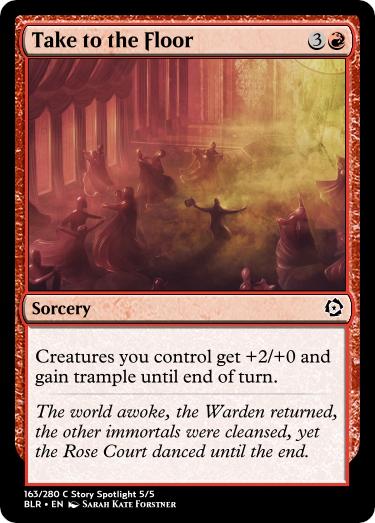 Take to the Floor 3
Sorcery
Creatures you control get +2/+0 and
gain trample until end of turn.
The world awoke, the Warden returned,
the other immortals were cleansed, yet
the Rose Court danced until the end.
163/280 C Story Spotlight 5/5
BLR • EN Sarah Kate Forstner